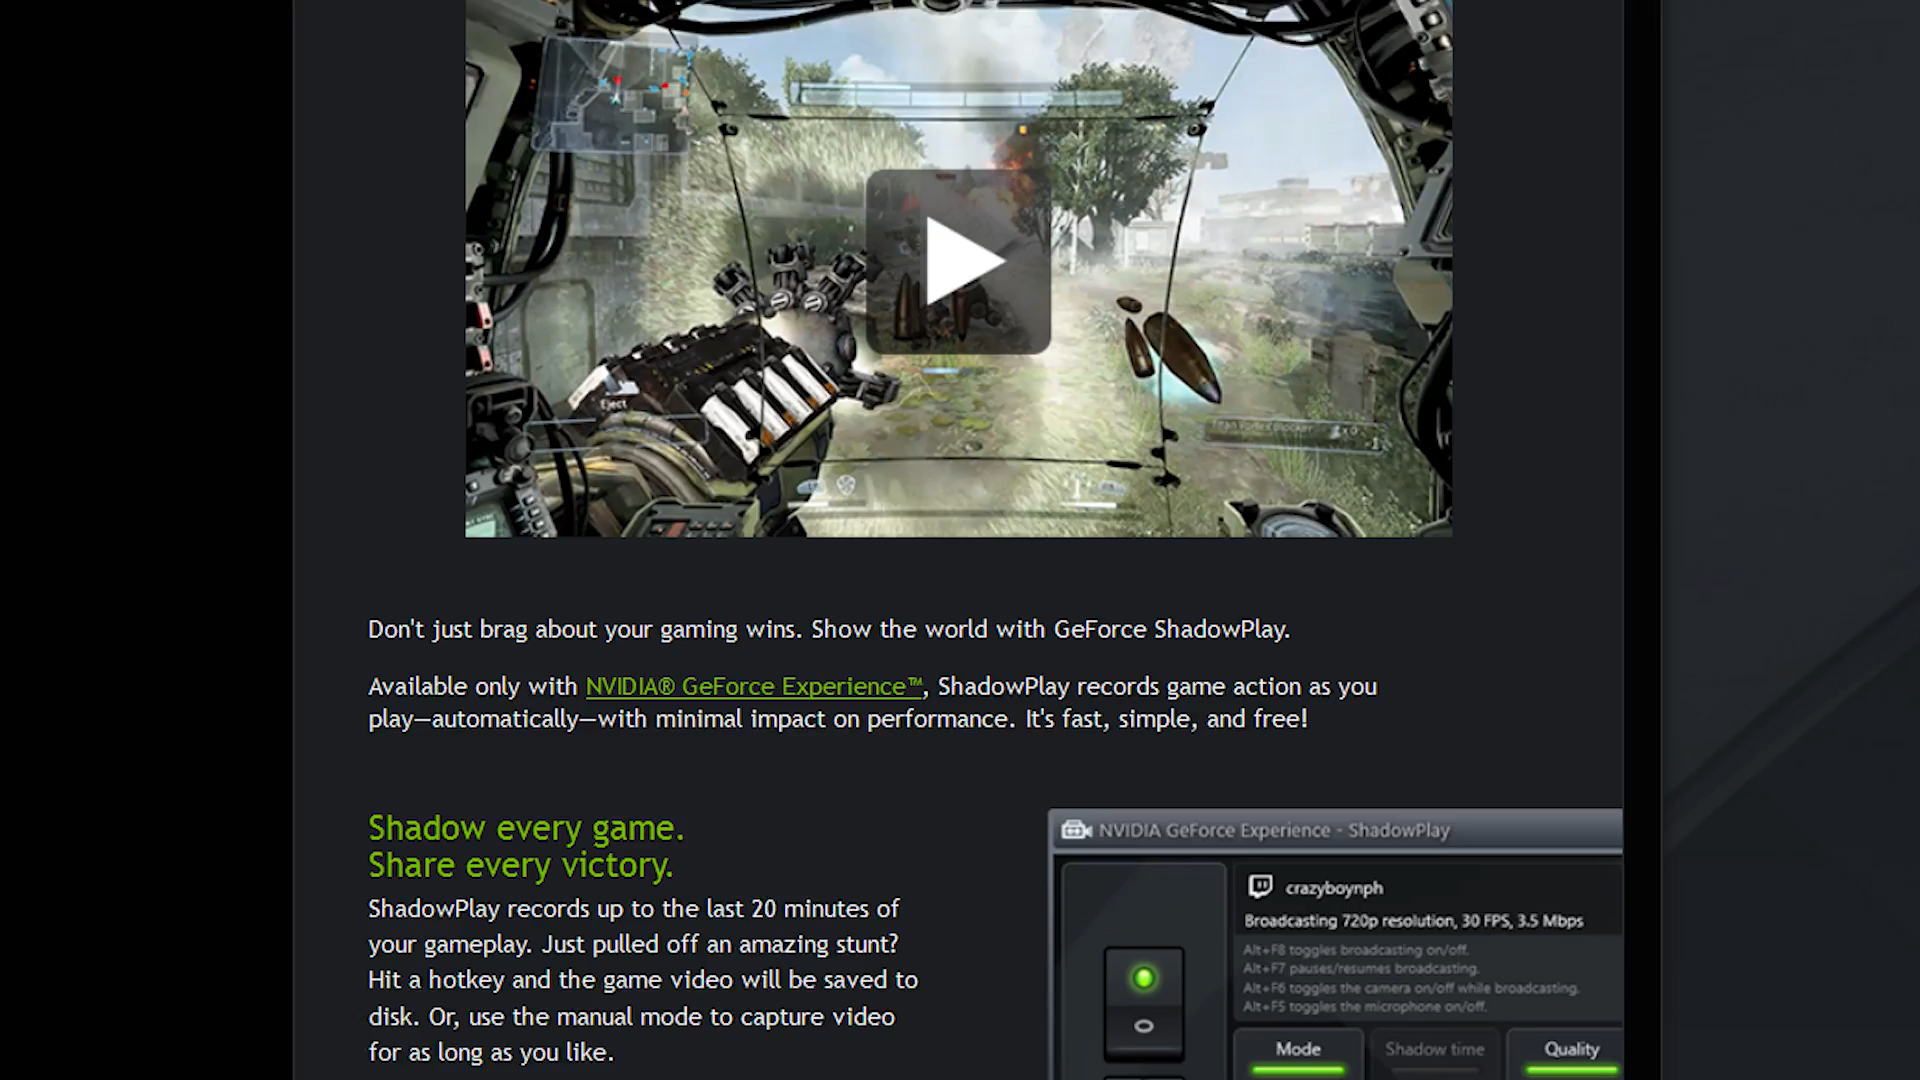 Eject
Titan Vortex Blocker
x0
Don't just brag about your gaming wins. Show the world with GeForce ShadowPlay.
Available only with NVIDIA® GeForce Experience™, ShadowPlay records game action as you
play—automatically—with minimal impact on performance. It's fast, simple, and free!
Shadow every game.
Share every victory.
ShadowPlay records up to the last 20 minutes of
your gameplay. Just pulled off an amazing stunt?
Hit a hotkey and the game video will be saved to
disk. Or, use the manual mode to capture video
for as long as you like.
NVIDIA GeForce Experience - ShadowPlay
crazyboynph
Broadcasting 720p resolution, 30 FPS, 3.5 Mbps
Alt+F8 toggles broadcasting on/off.
Alt+F7 pauses/resumes broadcasting.
Alt+F6 toggles the camera on/off while broadcasting.
Alt+F5 toggles the microphone on/off.
Mode
Shadow time
Quality